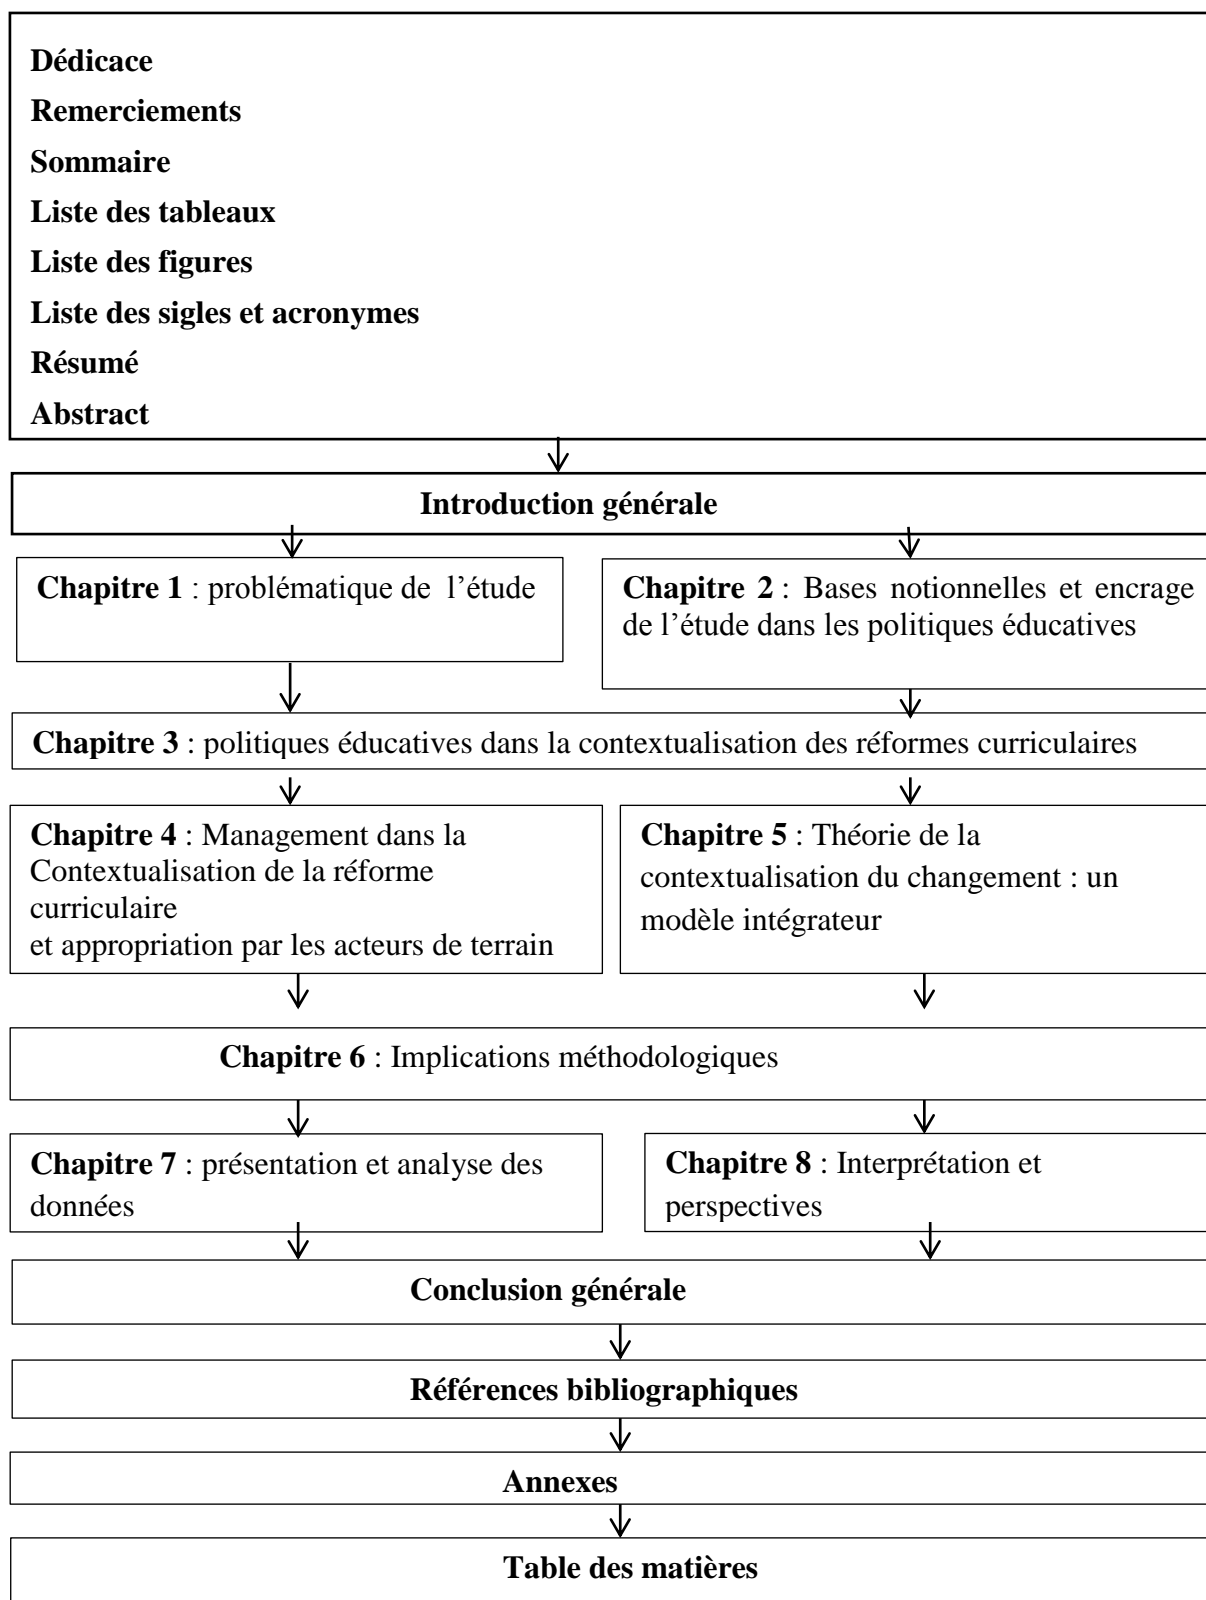 Dédicace
Remerciements
Sommaire
Liste des tableaux
Liste des figures
Liste des sigles et acronymes
Résumé
Abstract
Introduction générale
Chapitre 1 : problématique de l’étude
Chapitre 2 : Bases notionnelles et encrage
de l’étude dans les politiques éducatives
Chapitre 3 : politiques éducatives dans la contextualisation des réformes curriculaires
Chapitre 4 : Management dans la
Contextualisation de la réforme
curriculaire
et appropriation par les acteurs de terrain
Chapitre 5 : Théorie de la
contextualisation du changement : un
modèle intégrateur
Chapitre 6 : Implications méthodologiques
Chapitre 7 : présentation et analyse des
données
Chapitre 8 : Interprétation et
perspectives
Conclusion générale
Références bibliographiques
Annexes
Table des matières